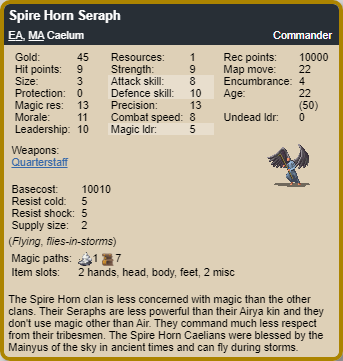 Spire Horn Seraph
EA, MA Caelum Commander
Gold: 45 Resources: 1 Rec points: 10000
Hit points: 9 Strength: 9 Map move: 22
Size: 3 Attack skill: 8 Encumbrance: 4
Protection: 0 Defence skill: 10 Age: 22
Magic res: 13 Precision: 13 (50)
Morale: 11 Combat speed: 8 Undead ldr: 0
Leadership: 10 Magic ldr: 5
Weapons:
Quarterstaff
Basecost: 10010
Resist cold: 5
Resist shock: 5
Supply size: 2
(Flying, flies-in-storms)
Magic paths: 1 7
Item slots: 2 hands, head, body, feet, 2 misc
The Spire Horn clan is less concerned with magic than the other
clans. Their Seraphs are less powerful than their Airya kin and they
don't use magic other than Air. They command much less respect
from their tribesmen. The Spire Horn Caelians were blessed by the
Mainyus of the sky in ancient times and can fly during storms.